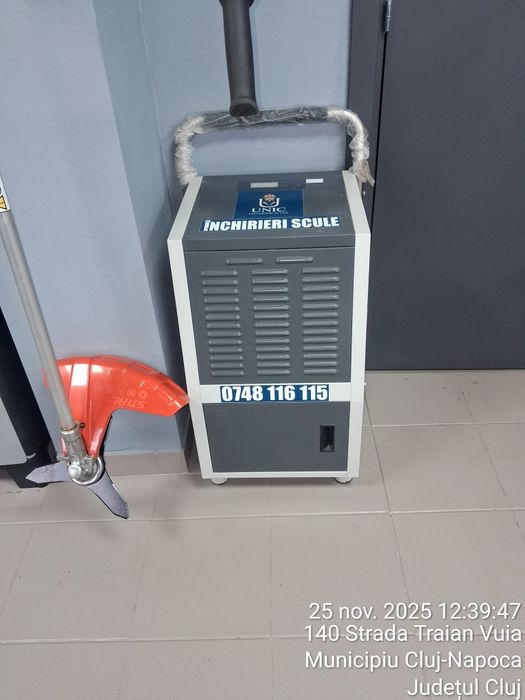 UNIC
ÎNCHIRIERI SCULE
0748 116 115
STIHL
25 nov. 2025 12:39:47
140 Strada Traian Vuia
Municipiu Cluj-Napoca
Județul Cluj